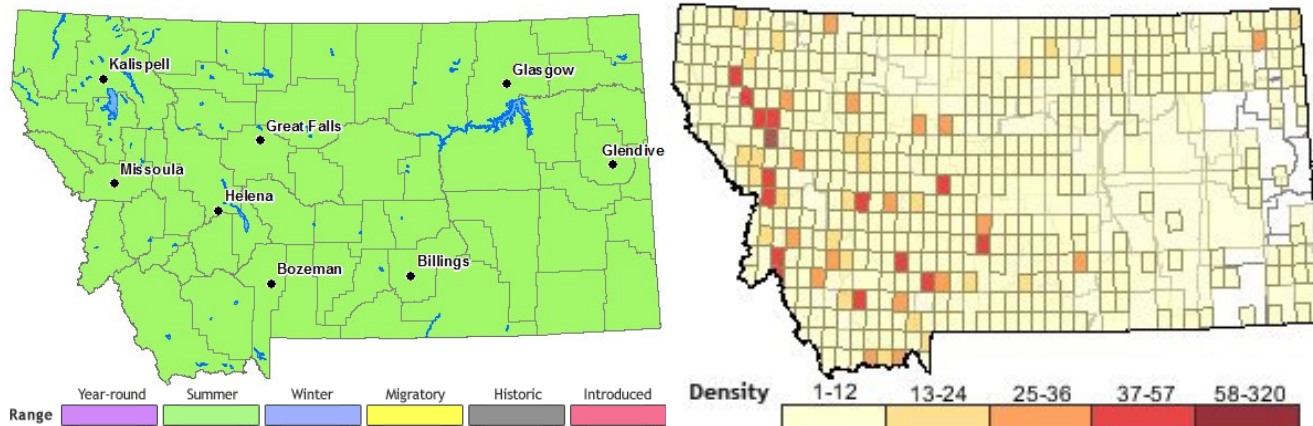 Kalispell
Glasgow
Great Falls
Glendive
Missoula
Helena
Bozeman
Billings
Year-round Summer Winter Migratory Historic Introduced
Range
Density 1-12 13-24 25-36 37-57 58-320